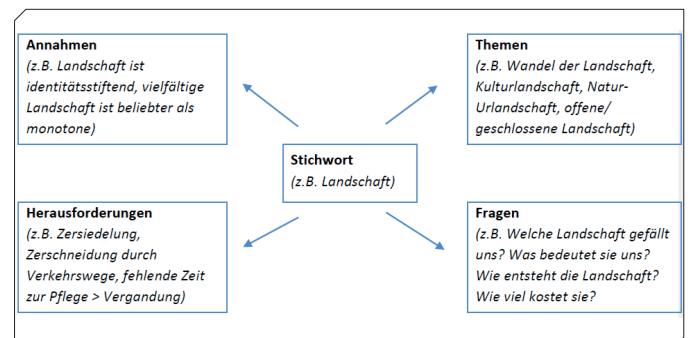 Annahmen
(z.B. Landschaft ist
identitätsstiftend, vielfältige
Landschaft ist beliebter als
monotone)
Themen
(z.B. Wandel der Landschaft,
Kulturlandschaft, Natur-
Urlandschaft, offene/
geschlossene Landschaft)
Stichwort
(z.B. Landschaft)
Herausforderungen
(z.B. Zersiedelung,
Zerschneidung durch
Verkehrswege, fehlende Zeit
zur Pflege > Vergandung)
Fragen
(z.B. Welche Landschaft gefällt
uns? Was bedeutet sie uns?
Wie entsteht die Landschaft?
Wie viel kostet sie?